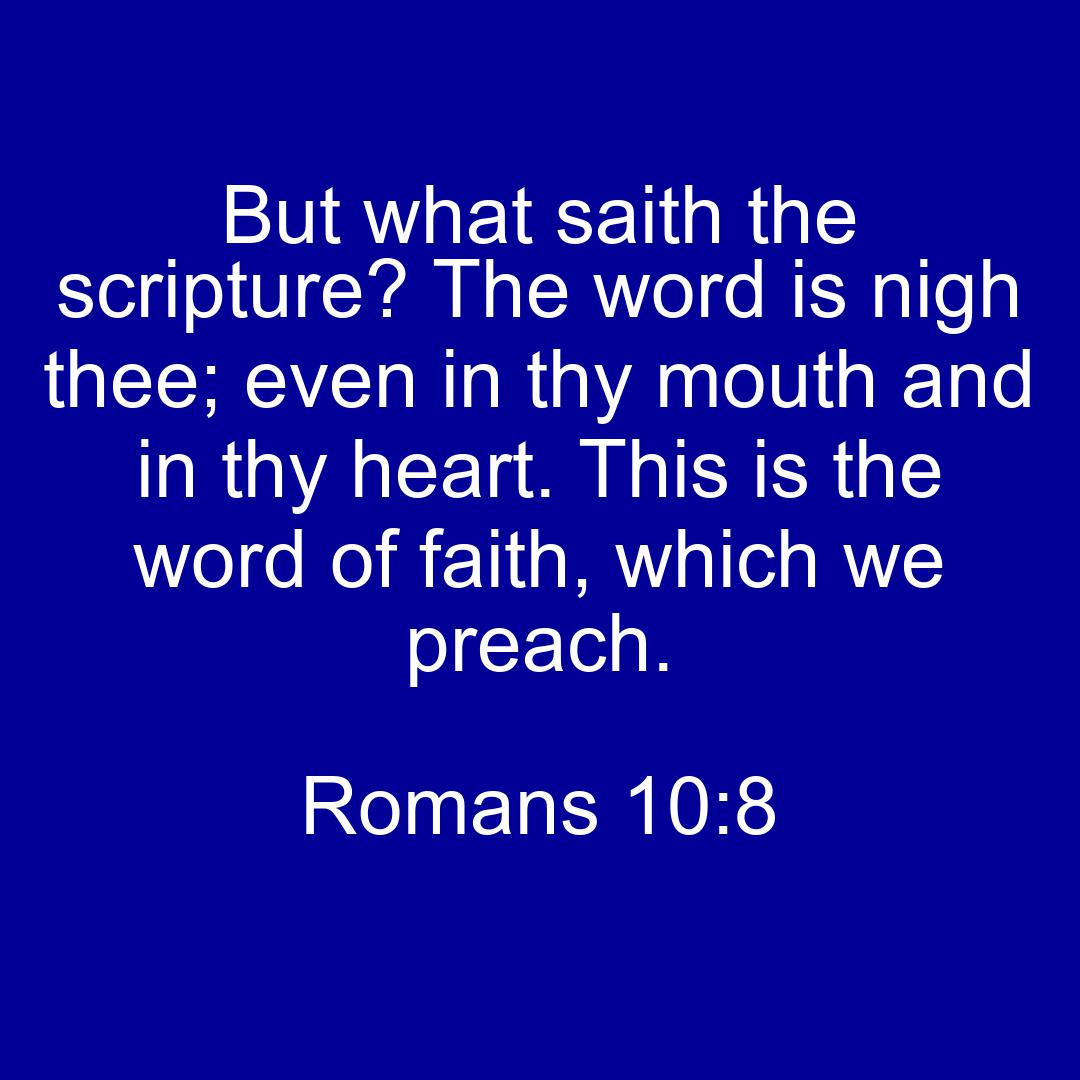 But what saith the
scripture? The word is nigh
thee; even in thy mouth and
in thy heart. This is the
word of faith, which we
preach.
Romans 10:8